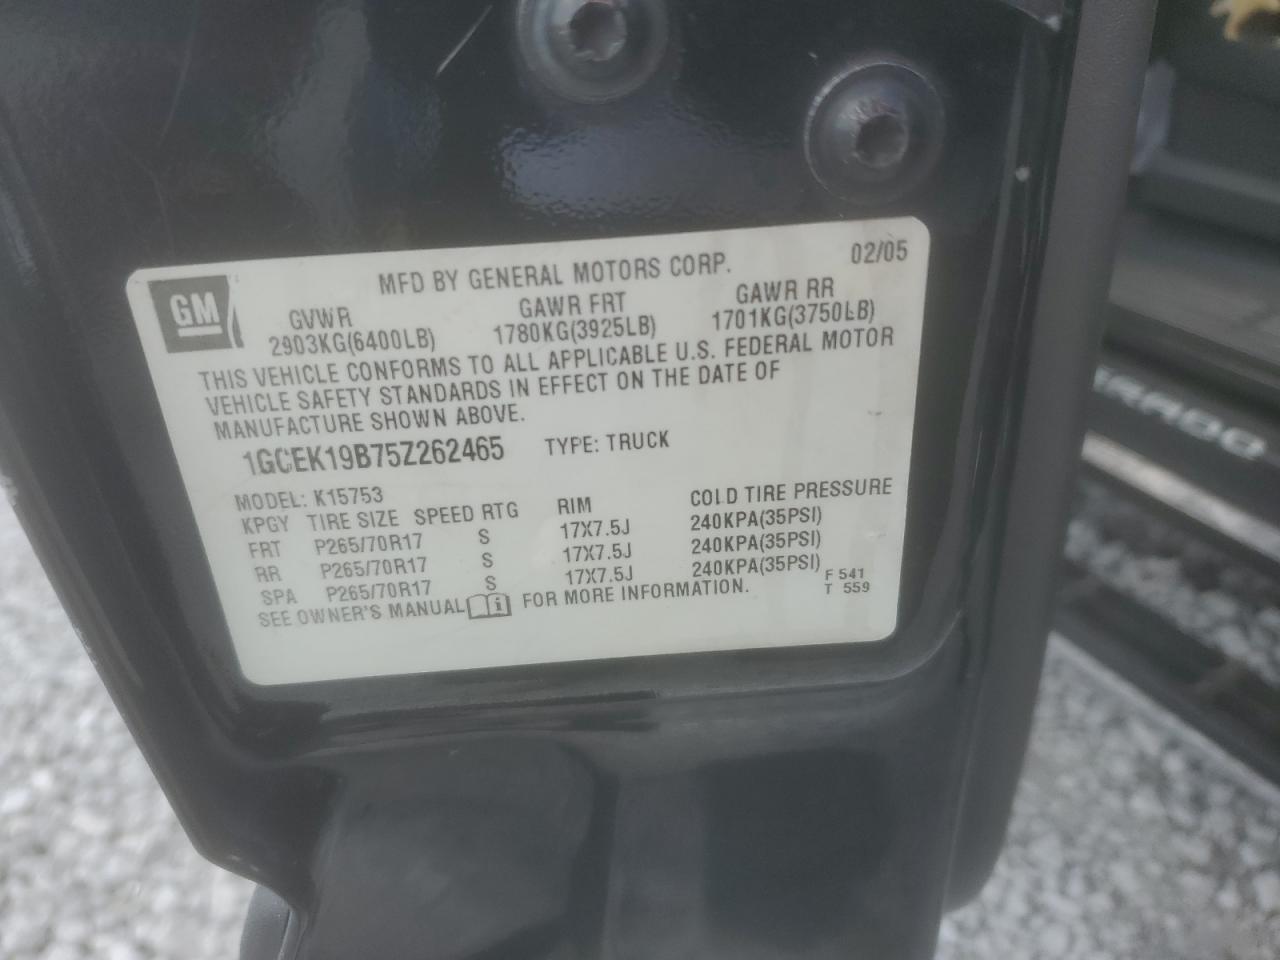 GM
MFD BY GENERAL MOTORS CORP. 02/05
GVWR GAWR FRT GAWR RR
2903KG(6400LB) 1780KG(3925LB) 1701KG(3750LB)
THIS VEHICLE CONFORMS TO ALL APPLICABLE U.S. FEDERAL MOTOR
VEHICLE SAFETY STANDARDS IN EFFECT ON THE DATE OF
MANUFACTURE SHOWN ABOVE.
1GCEK19B75Z262465 TYPE: TRUCK
MODEL: K15753
KPGY TIRE SIZE SPEED RTG RIM COLD TIRE PRESSURE
FRT P265/70R17 S 17X7.5J 240KPA(35PSI)
RR P265/70R17 S 17X7.5J 240KPA(35PSI)
SPA P265/70R17 S 17X7.5J 240KPA(35PSI)
SEE OWNER'S MANUAL i FOR MORE INFORMATION.
F 541
T 559
RADO